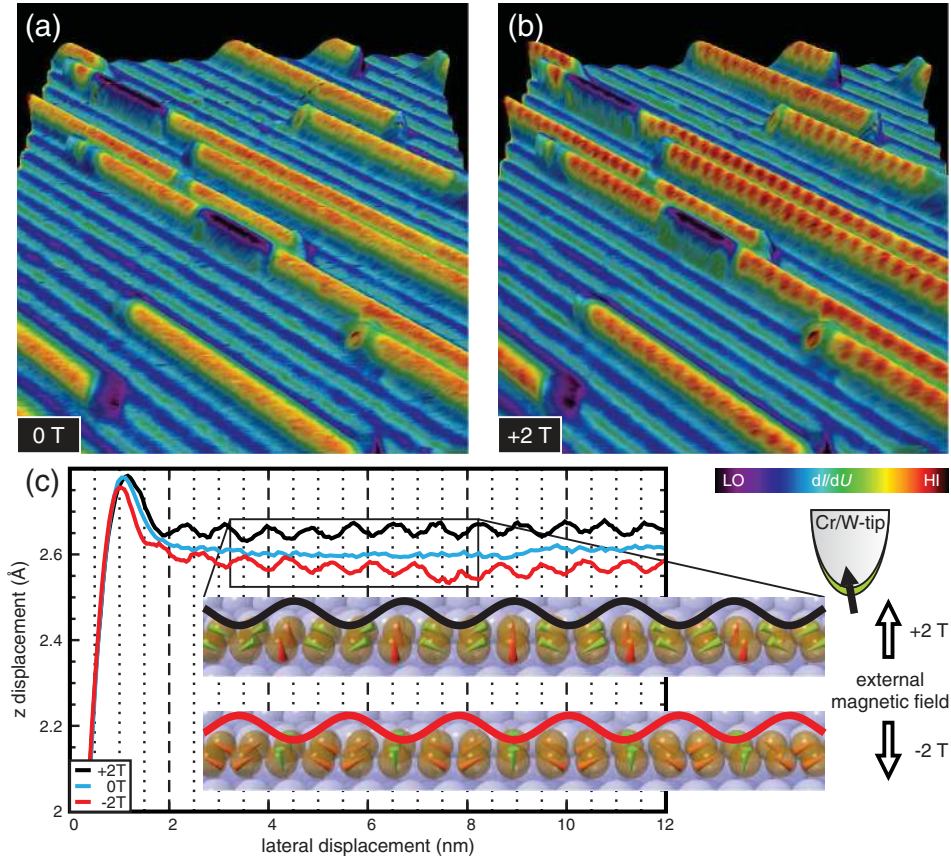 (a)
(b)
0 T
+2 T
(c)
LO dI/dU HI
Cr/W-tip
z displacement (Å)
2.6
2.4
2.2
2
+2T
0T
-2T
+2 T
external
magnetic field
-2 T
0 2 4 6 8 10 12
lateral displacement (nm)